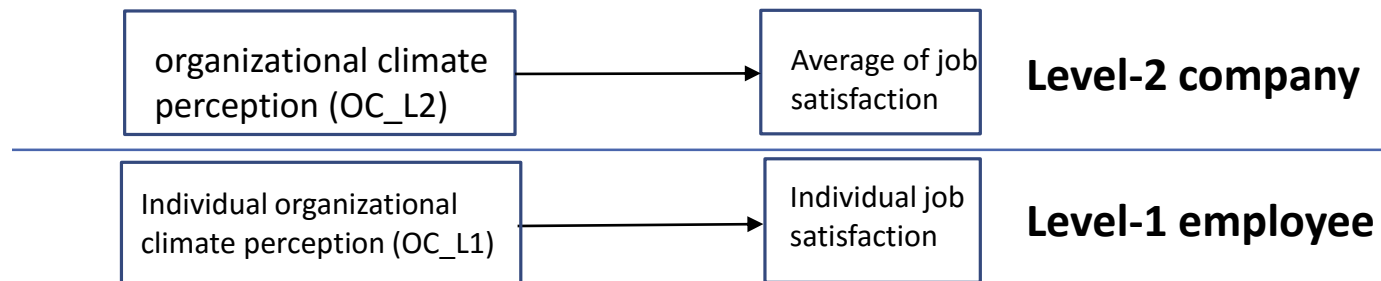 organizational climate
perception (OC_L2)
Average of job
satisfaction
Level-2 company
Individual organizational
climate perception (OC_L1)
Individual job
satisfaction
Level-1 employee